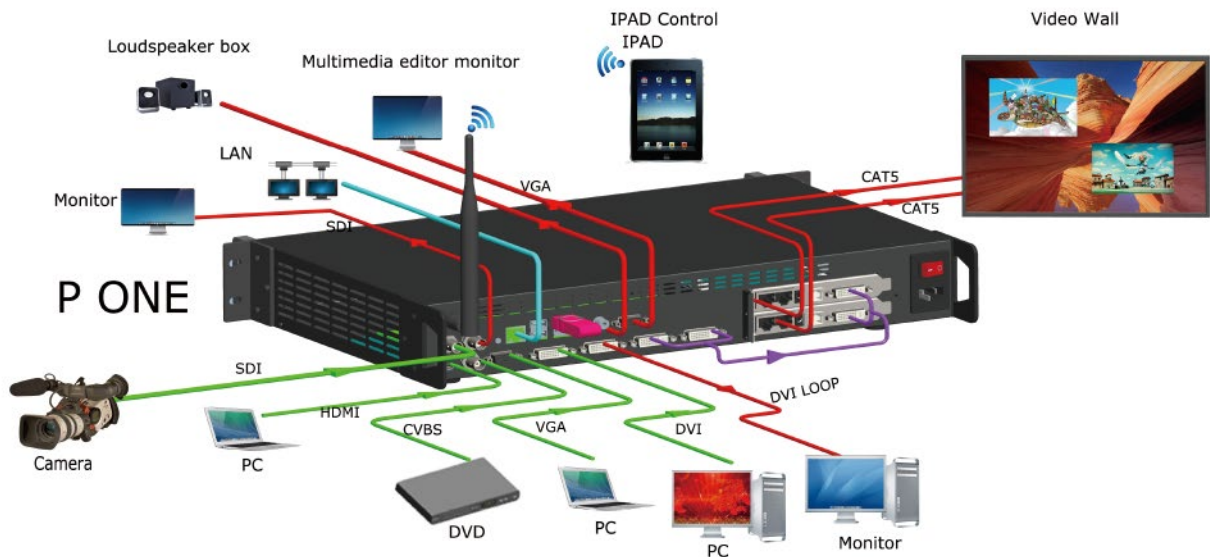 IPAD Control
IPAD
Video Wall
Loudspeaker box
Multimedia editor monitor
LAN
VGA
CAT5
CAT5
Monitor
SDI
P ONE
SDI
HDMI
CVBS
VGA
DVI
DVI LOOP
Camera
PC
DVD
PC
PC
Monitor